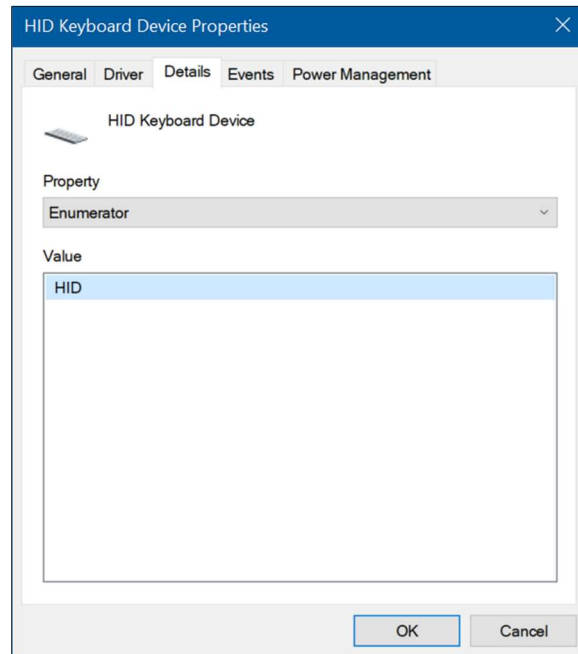 HID Keyboard Device Properties
General Driver Details Events Power Management
HID Keyboard Device
Property
Enumerator
Value
HID
OK Cancel